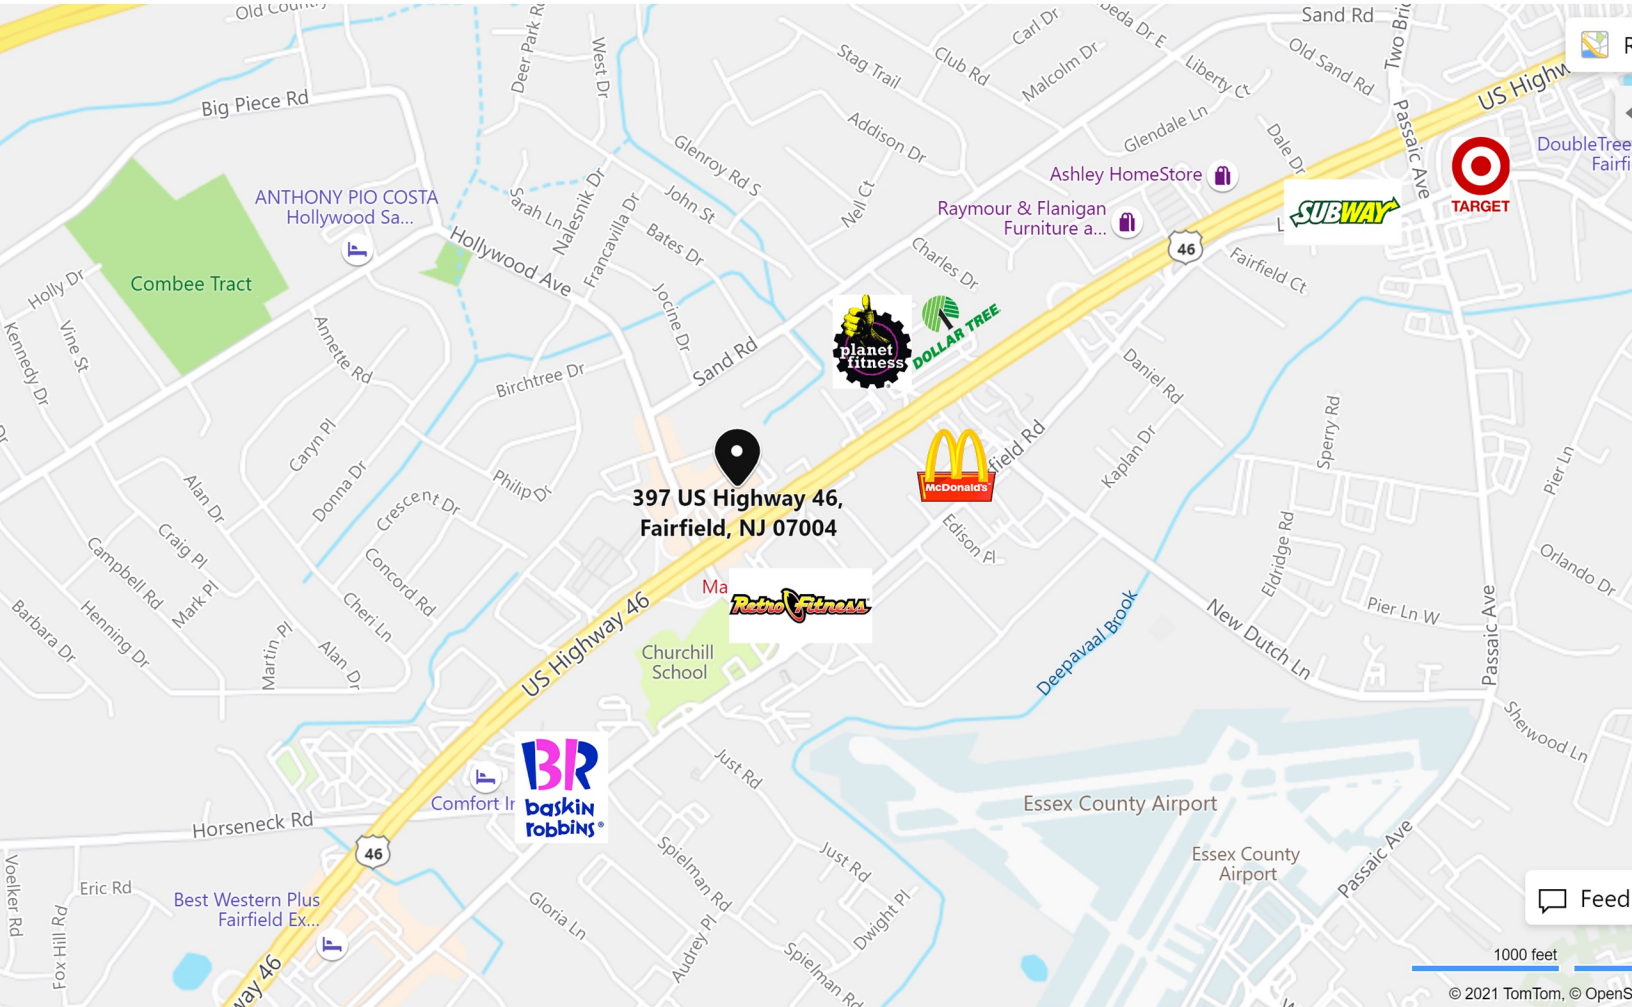 Old Country
Deer Park Rd
West Dr
Stag Trail
Club Rd
Carl Dr
Malcolm Dr
Dr E
Liberty Ct
Sand Rd
Old Sand Rd
Two Bri
US Highw
R
Big Piece Rd
Addison Dr
Glendale Ln
Dale Dr
Passaic Ave
DoubleTree
Fairfi
TARGET
Glenroy Rd S
Ashley HomeStore
ANTHONY PIO COSTA
Hollywood Sa...
Sarah Ln
Nalesnik Dr
Francavilla Dr
John St
Neil Ct
Raymour & Flanigan
Furniture a...
SUBWAY
L
46
Hollywood Ave
Bates Dr
Charles Dr
Fairfield Ct
Combee Tract
Holly Dr
Vine St
Kennedy Dr
Dr
Annette Rd
Jocine Dr
Sand Rd
planet
fitness
DOLLAR TREE
Birchtree Dr
Daniel Rd
Caryn Pl
Alan Dr
Donna Dr
Crescent Dr
Philip Dr
field Rd
McDonald's
Kaplan Dr
Sperry Rd
Pier Ln
397 US Highway 46,
Fairfield, NJ 07004
Edison Pl
Eldridge Rd
Orlando Dr
Craig Pl
Campbell Rd
Mark Pl
Concord Rd
Cheri Ln
Ma
Retro Fitness
US Highway 46
Barbara Dr
Henning Dr
Martin Pl
Alan Dr
Churchill
School
Deepavaal Brook
New Dutch Ln
Pier Ln W
Passaic Ave
Sherwood Ln
BR
baskin
robbins
Comfort In
Just Rd
Essex County Airport
Horseneck Rd
46
Spielman Rd
Just Rd
Essex County
Airport
Passaic Ave
Voelker Rd
Eric Rd
Fox Hill Rd
Best Western Plus
Fairfield Ex...
Gloria Ln
Audrey Pl
Dwight Pl
Spielman Rd
Feed
way 46
1000 feet
© 2021 TomTom, © OpenS